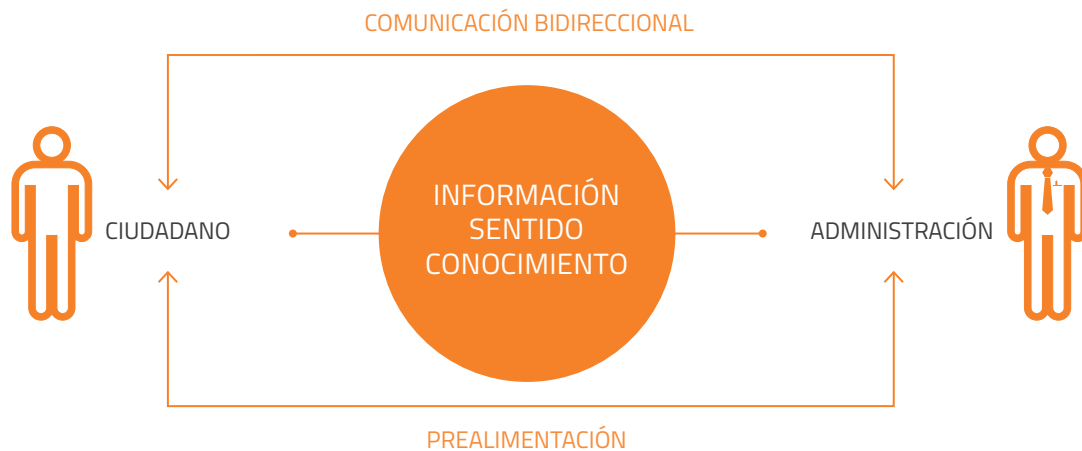 COMUNICACIÓN BIDIRECCIONAL
INFORMACIÓN
SENTIDO
CONOCIMIENTO
CIUDADANO
ADMINISTRACIÓN
PREALIMENTACIÓN